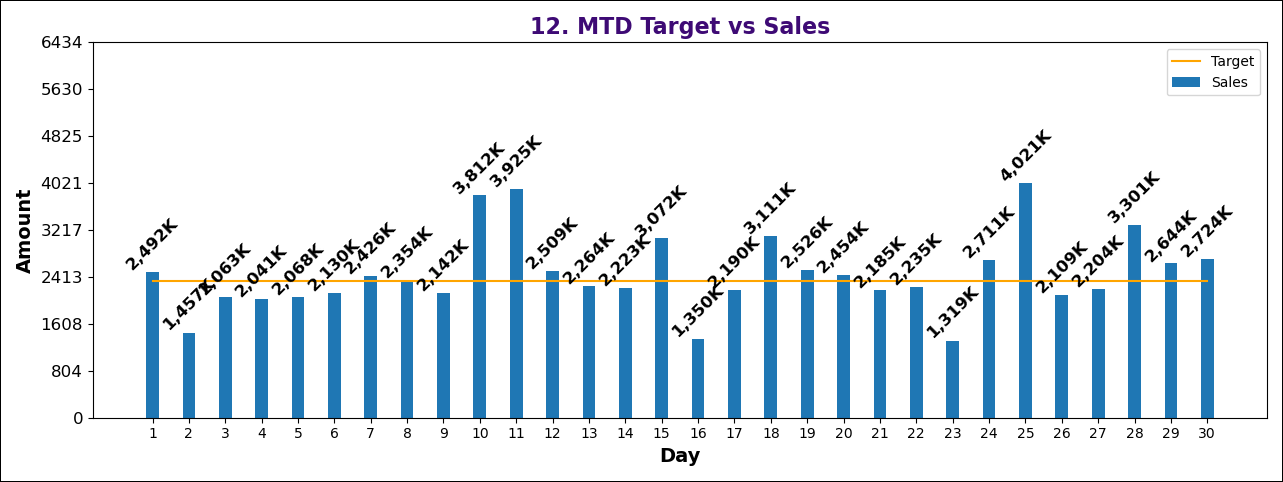 12. MTD Target vs Sales
6434
5630
4825
4021
3217
2413
1608
804
0
Amount
Target
Sales
2,492K
1,457K
2,063K
2,041K
2,068K
2,130K
2,426K
2,354K
2,142K
3,812K
3,925K
2,509K
2,264K
2,223K
3,072K
1,350K
2,190K
3,111K
2,526K
2,454K
2,185K
2,235K
1,319K
2,711K
4,021K
2,109K
2,204K
3,301K
2,644K
2,724K
1 2 3 4 5 6 7 8 9 10 11 12 13 14 15 16 17 18 19 20 21 22 23 24 25 26 27 28 29 30
Day